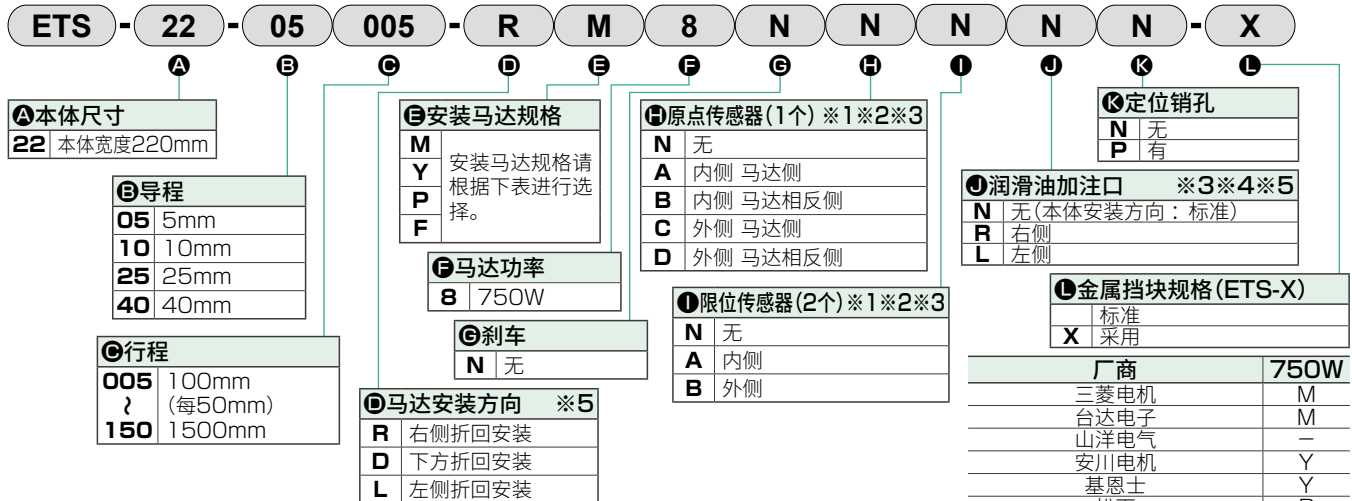 ETS - 22 - 05 005 - R M 8 N N N N N - X
A B C D E F G H I J K L
A本体尺寸
22 本体宽度220mm
B导程
05 5mm
10 10mm
25 25mm
40 40mm
C行程
005 100mm
~ (每50mm)
150 1500mm
D马达安装方向 ※5
R 右侧折回安装
D 下方折回安装
L 左侧折回安装
E安装马达规格
M
Y
P
F
安装马达规格请
根据下表进行选
择。
F马达功率
8 750W
G刹车
N 无
H原点传感器(1个) ※1※2※3
N 无
A 内侧 马达侧
B 内侧 马达相反侧
C 外侧 马达侧
D 外侧 马达相反侧
I限位传感器(2个)※1※2※3
N 无
A 内侧
B 外侧
J润滑油加注口 ※3※4※5
N 无(本体安装方向：标准)
R 右侧
L 左侧
K定位销孔
N 无
P 有
L金属挡块规格(ETS-X)
标准
X 采用
厂商 750W
三菱电机 M
台达电子 M
山洋电气 －
安川电机 Y
基恩士 Y